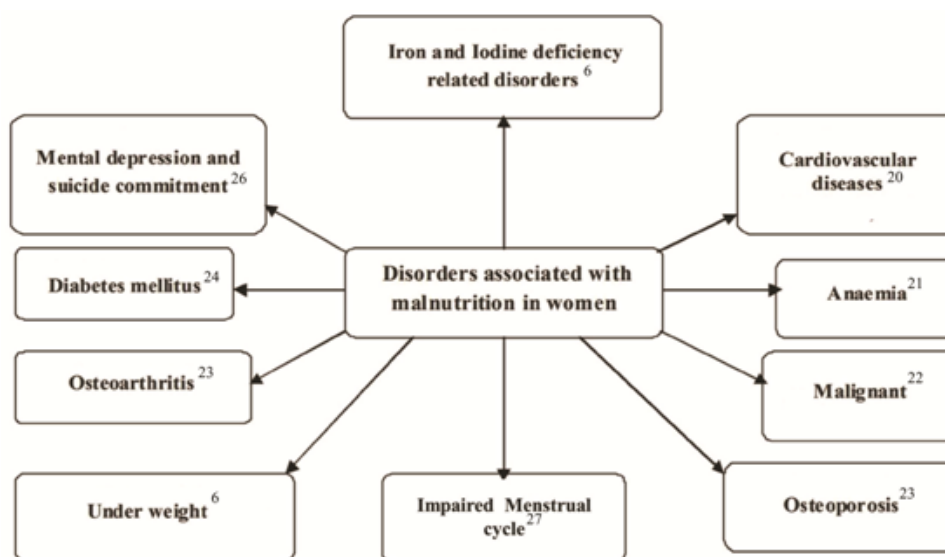 Iron and Iodine deficiency
related disorders 6
Mental depression and
suicide commitment 26
Cardiovascular
diseases 20
Diabetes mellitus 24
Disorders associated with
malnutrition in women
Anaemia 21
Osteoarthritis 23
Malignant 22
Under weight 6
Impaired Menstrual
cycle 27
Osteoporosis 23